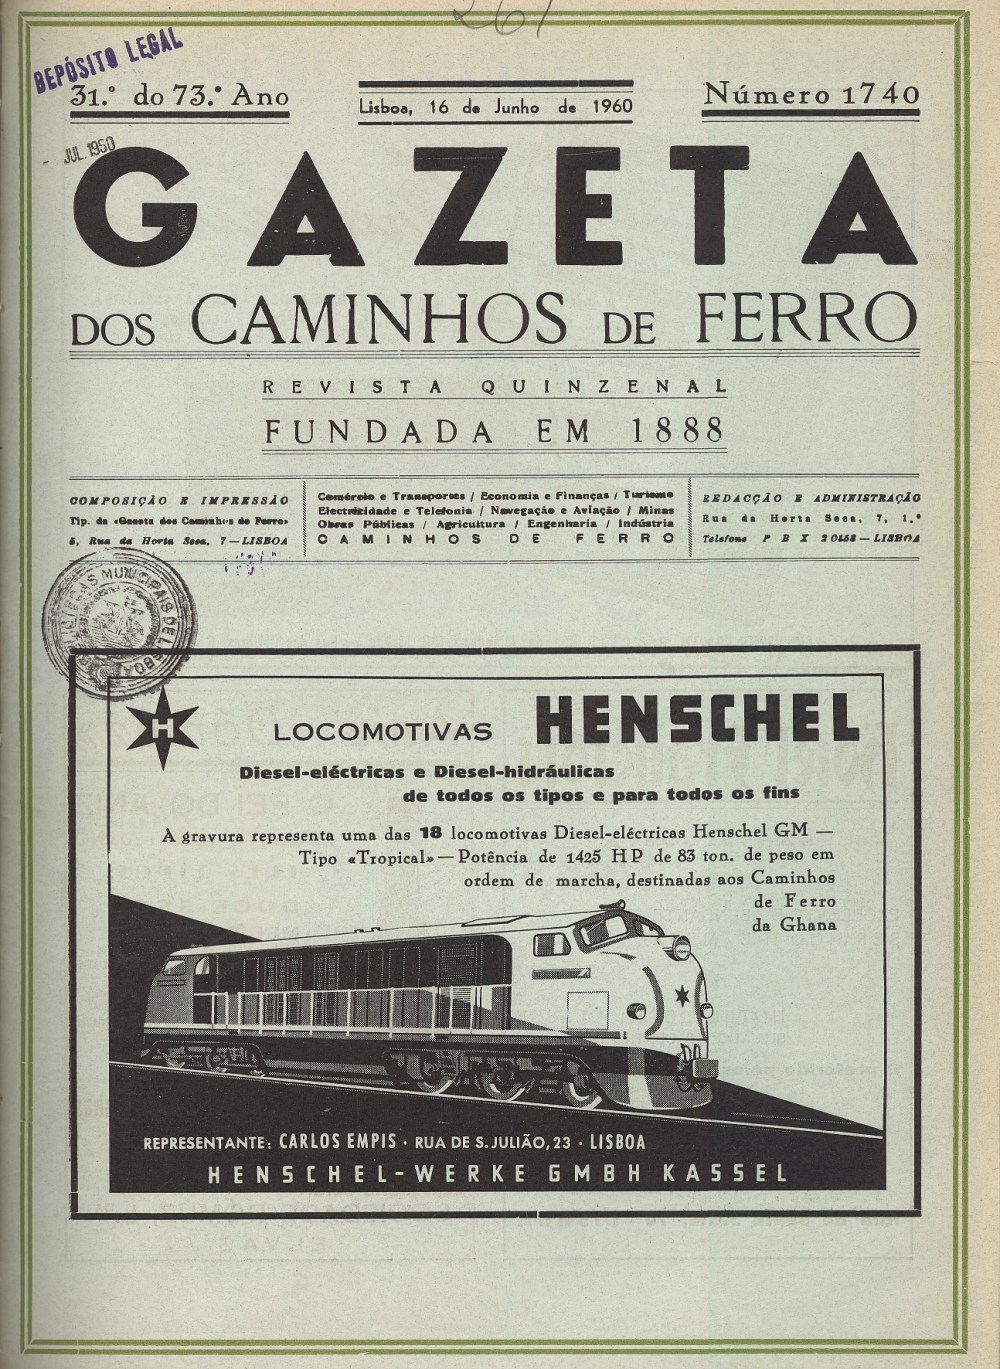 261
DEPÓSITO LEGAL
31.º do 73.º Ano
Lisboa, 16 de Junho de 1960
Número 1740
JUL. 1960
GAZETA
DOS CAMINHOS DE FERRO
REVISTA QUINZENAL
FUNDADA EM 1888
COMPOSIÇÃO E IMPRESSÃO
Tip. da «Gazeta dos Caminhos de Ferro»
5, Rua da Horta Seca, 7 — LISBOA
Comércio e Transportes / Economia e Finanças / Turismo
Electricidade e Telefonia / Navegação e Aviação / Minas
Obras Públicas / Agricultura / Engenharia / Indústria
CAMINHOS DE FERRO
REDACÇÃO E ADMINISTRAÇÃO
Rua da Horta Seca, 7, 1.º
Telefone P B X 20158 — LISBOA
BIBLIOTECAS MUNICIPAIS DE LISBOA
H
LOCOMOTIVAS HENSCHEL
Diesel-eléctricas e Diesel-hidráulicas
de todos os tipos e para todos os fins
A gravura representa uma das 18 locomotivas Diesel-eléctricas Henschel GM —
Tipo «Tropical» — Potência de 1425 HP de 83 ton. de peso em
ordem de marcha, destinadas aos Caminhos
de Ferro
da Ghana
REPRESENTANTE: CARLOS EMPIS · RUA DE S. JULIÃO, 23 · LISBOA
HENSCHEL-WERKE GMBH KASSEL